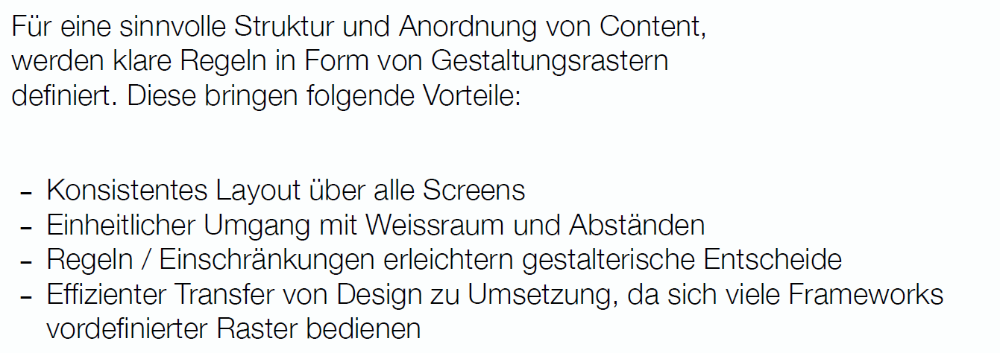 Für eine sinnvolle Struktur und Anordnung von Content,
werden klare Regeln in Form von Gestaltungsrastern
definiert. Diese bringen folgende Vorteile:
- Konsistentes Layout über alle Screens
- Einheitlicher Umgang mit Weissraum und Abständen
- Regeln / Einschränkungen erleichtern gestalterische Entscheide
- Effizienter Transfer von Design zu Umsetzung, da sich viele Frameworks
vordefinierter Raster bedienen